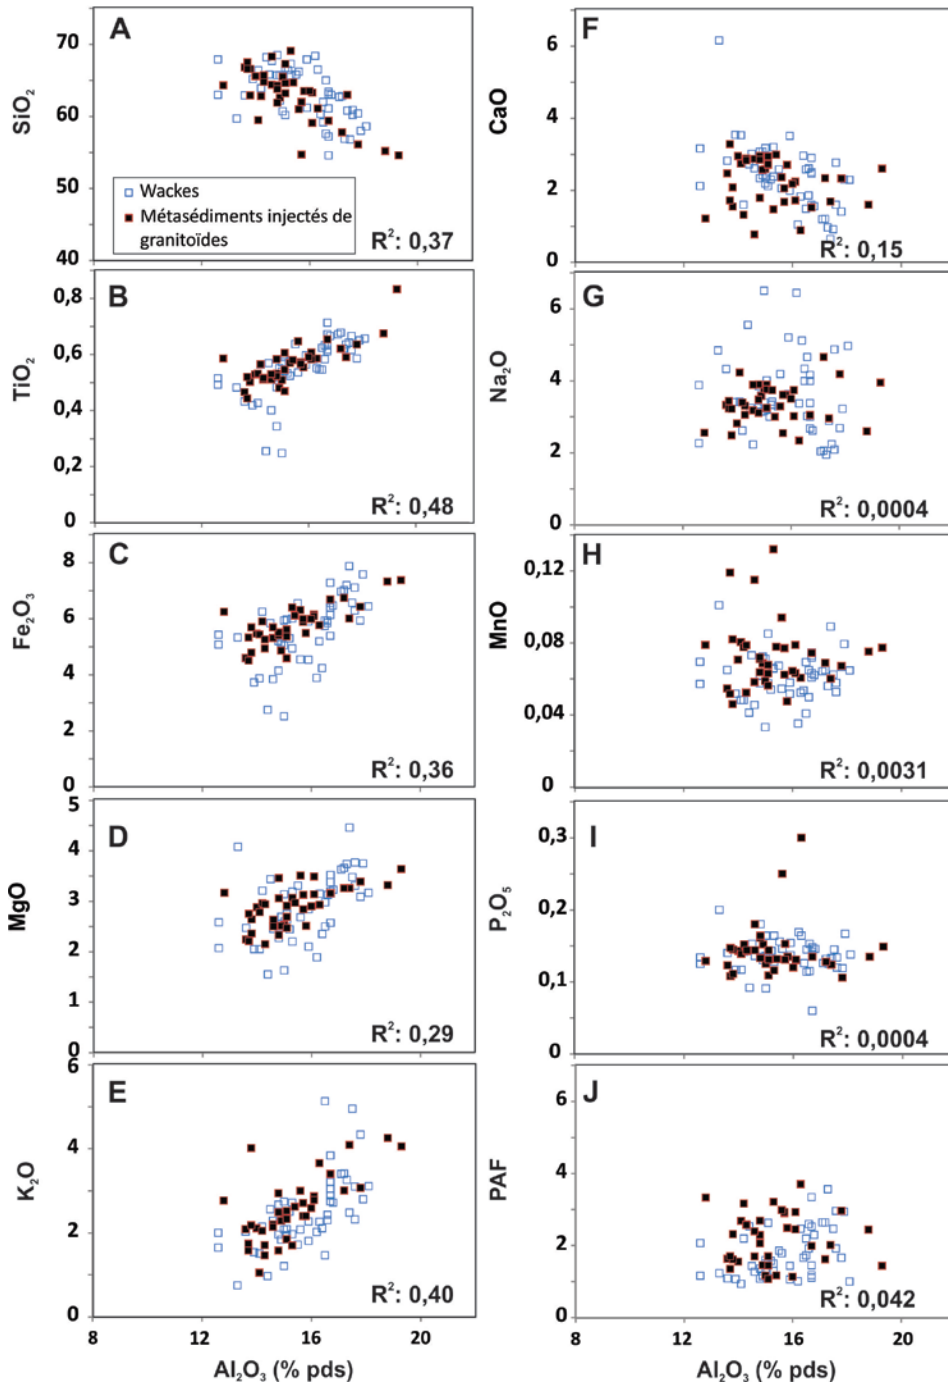 A
SiO2
70
60
50
40
Wackes
Métasédiments injectés de
granitoïdes
R²: 0,37
B
TiO2
0,8
0,6
0,4
0,2
0
R²: 0,48
C
Fe2O3
8
6
4
2
0
R²: 0,36
D
MgO
5
4
3
2
1
0
R²: 0,29
E
K2O
6
4
2
0
R²: 0,40
8
12
16
20
Al2O3 (% pds)
F
CaO
6
4
2
0
R²: 0,15
G
Na2O
6
4
2
0
R²: 0,0004
H
MnO
0,12
0,08
0,04
0
R²: 0,0031
I
P2O5
0,3
0,2
0,1
0
R²: 0,0004
J
PAF
6
4
2
0
R²: 0,042
8
12
16
20
Al2O3 (% pds)